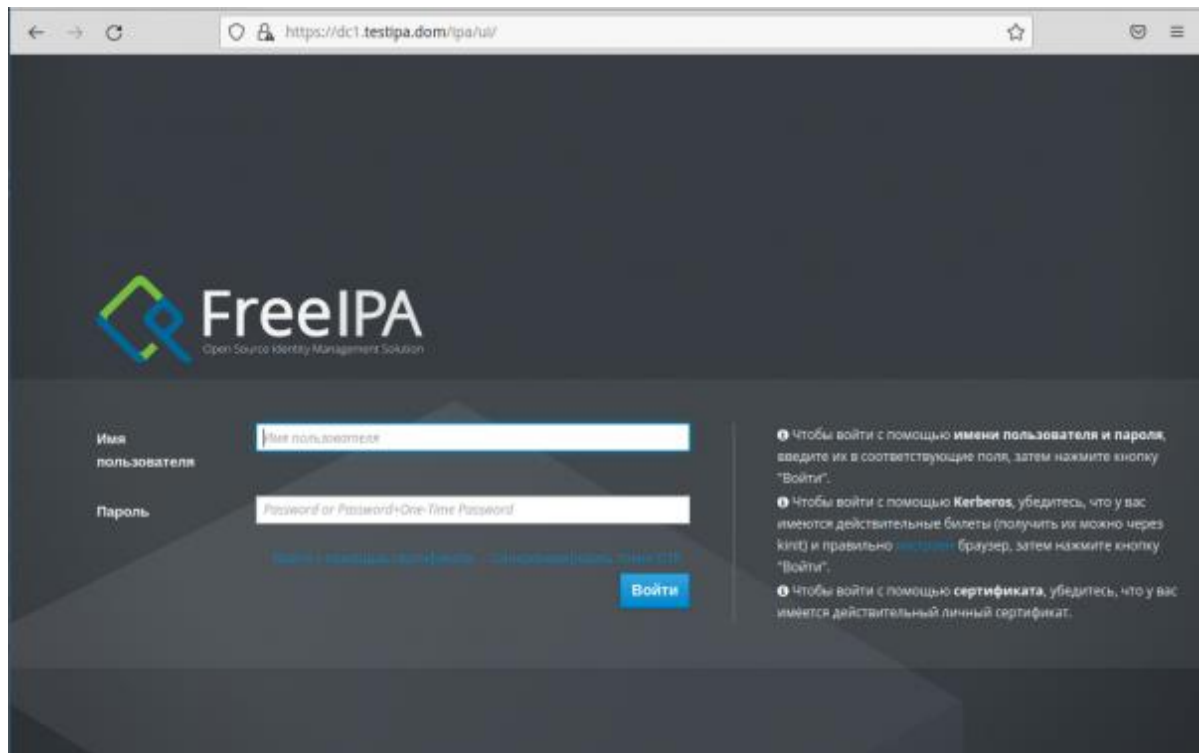 https://dc1.testipa.dom/ipa/ui/
FreeIPA
Open Source Identity Management Solution
Имя
пользователя
Имя пользователя
Пароль
Password or Password+One-Time Password
Войти
Чтобы войти с помощью имени пользователя и пароля,
введите их в соответствующие поля, затем нажмите кнопку
"Войти".
Чтобы войти с помощью Kerberos, убедитесь, что у вас
имеются действительные билеты (получить их можно через
kinit) и правильно настроен браузер, затем нажмите кнопку
"Войти".
Чтобы войти с помощью сертификата, убедитесь, что у вас
имеется действительный личный сертификат.